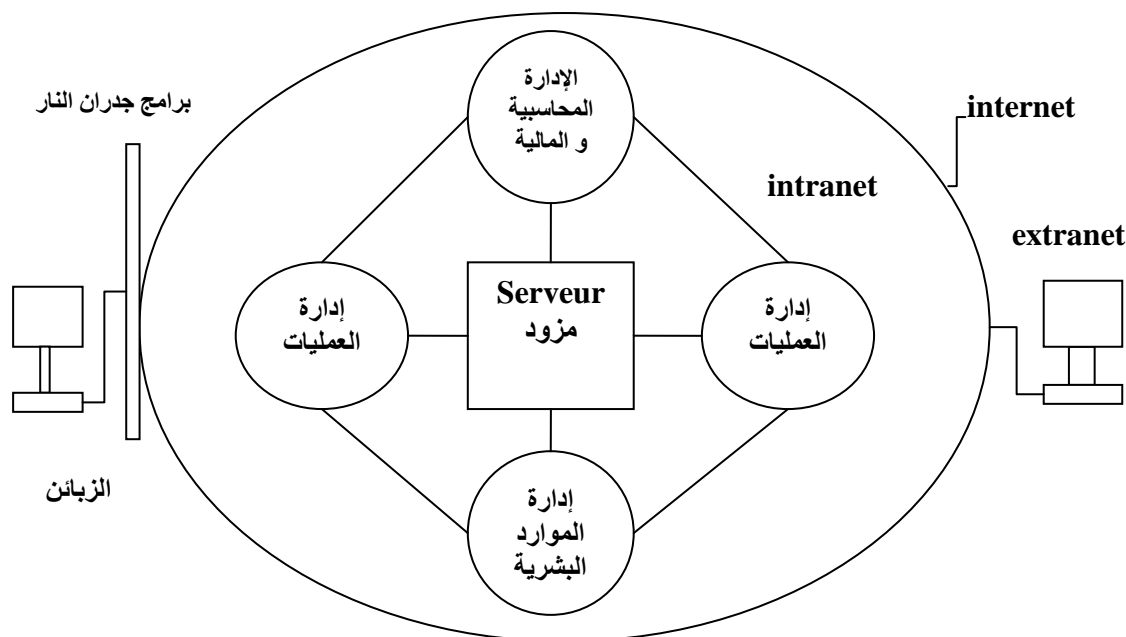 الإدارة
المحاسبية
و المالية
برامج جدران النار
internet
intranet
extranet
Serveur
مزود
إدارة
العمليات
إدارة
العمليات
الزبائن
إدارة
الموارد
البشرية